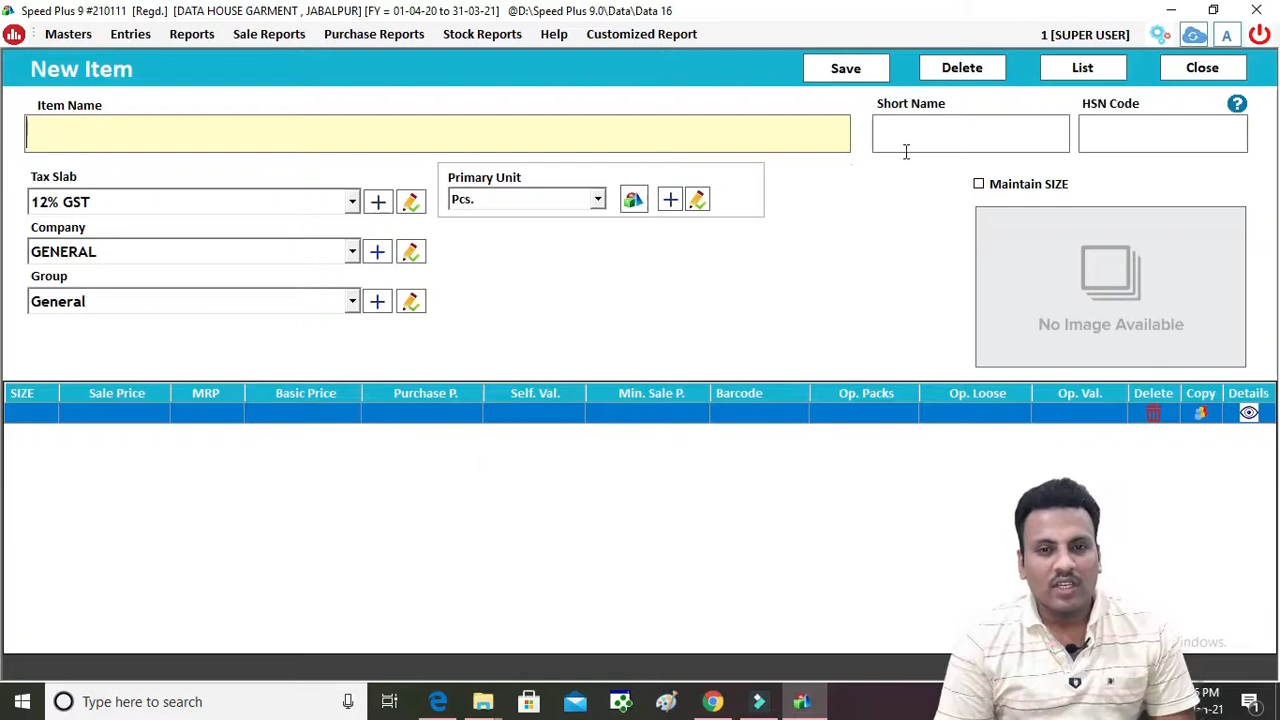 Speed Plus 9 #210111 [Regd.] [DATA HOUSE GARMENT , JABALPUR] [FY = 01-04-20 to 31-03-21] @D:\Speed Plus 9.0\Data\Data 16
Masters Entries Reports Sale Reports Purchase Reports Stock Reports Help Customized Report 1 [SUPER USER] A
New Item Save Delete List Close
Item Name Short Name HSN Code ?
Tax Slab Primary Unit
12% GST Pcs. Maintain SIZE
Company
GENERAL
Group
General
No Image Available
SIZE Sale Price MRP Basic Price Purchase P. Self. Val. Min. Sale P. Barcode Op. Packs Op. Loose Op. Val. Delete Copy Details
Type here to search PM
-21 1